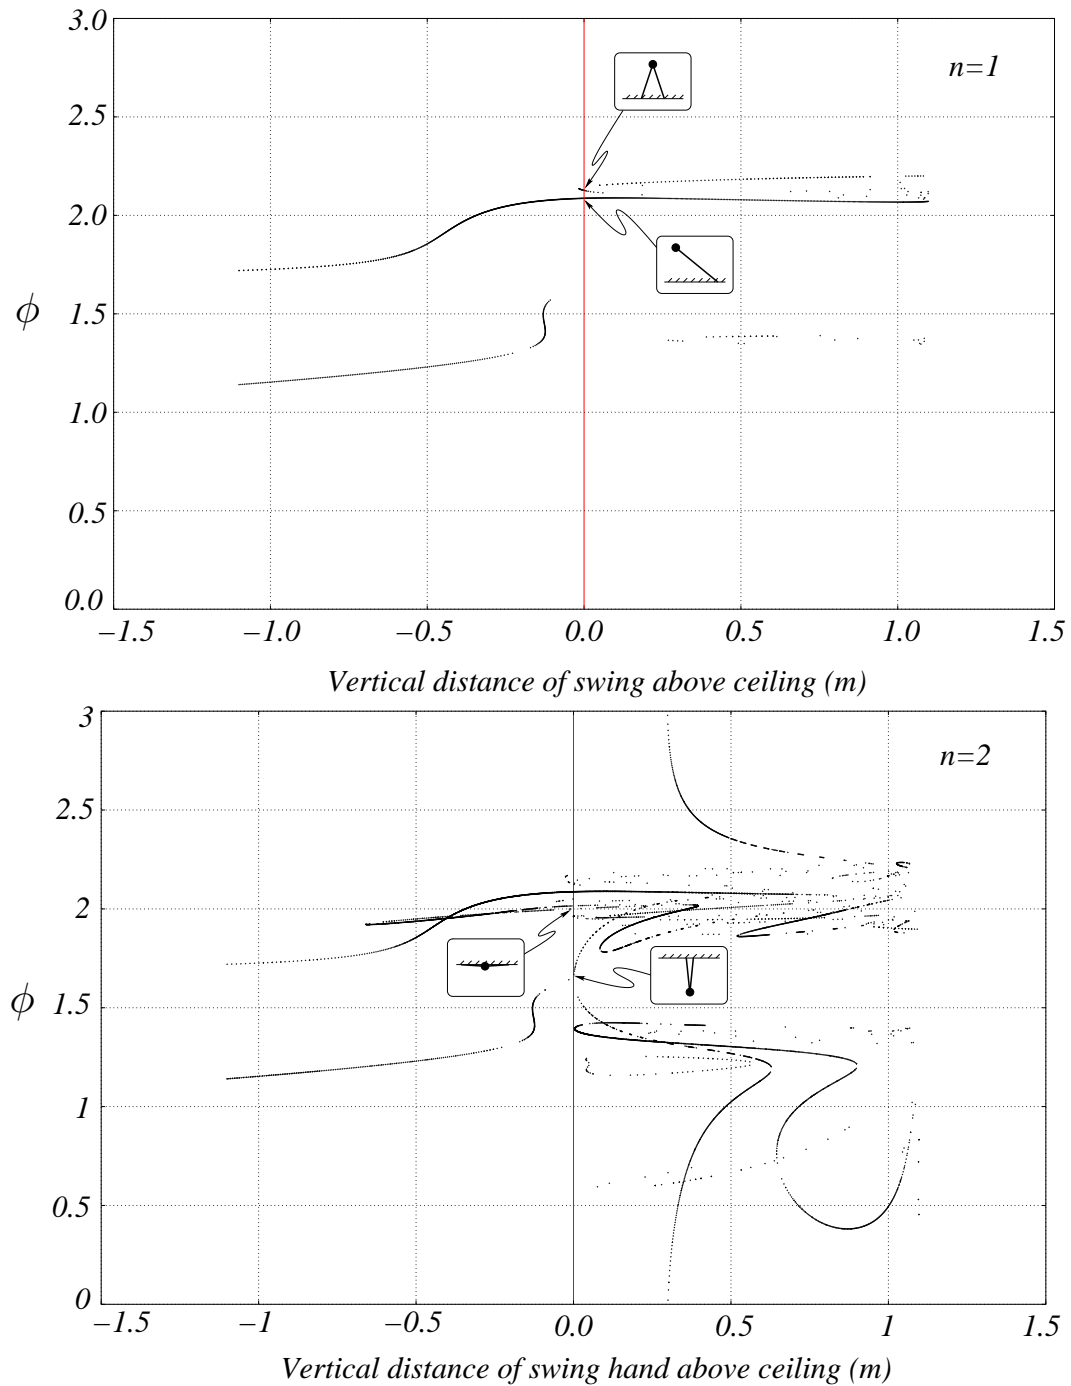 3.0
n=1
2.5
2.0
ϕ
1.5
1.0
0.5
0.0
−1.5 −1.0 −0.5 0.0 0.5 1.0 1.5
Vertical distance of swing above ceiling (m)
3
n=2
2.5
2
ϕ
1.5
1
0.5
0
−1.5 −1 −0.5 0.0 0.5 1 1.5
Vertical distance of swing hand above ceiling (m)